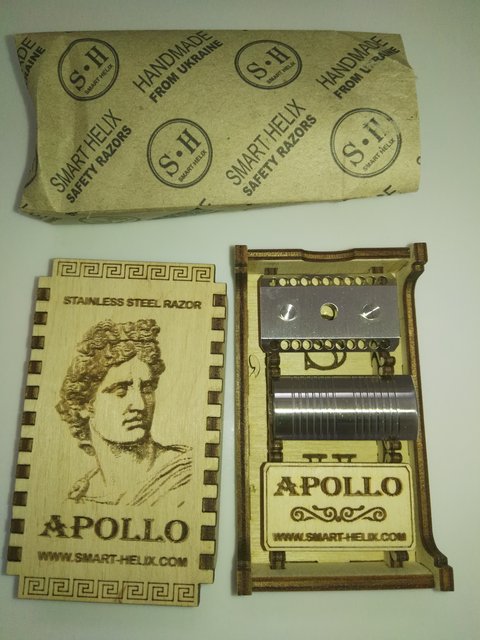 HANDMADE
FROM UKRAINE
S•H
SMART-HELIX
HANDMADE
FROM UKRAINE
S•H
SMART-HELIX
SMART-HELIX
SAFETY RAZORS
S•H
SMART-HELIX
SMART-HELIX
SAFETY RAZORS
S•H
SMART-HELIX
STAINLESS STEEL RAZOR
APOLLO
WWW.SMART-HELIX.COM
APOLLO
WWW.SMART-HELIX.COM